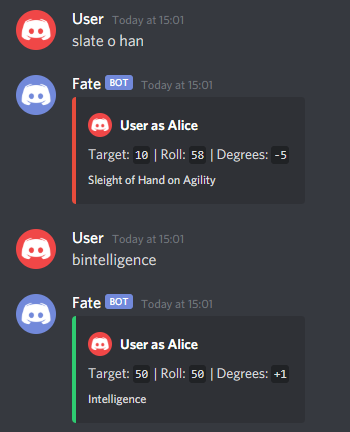 User Today at 15:01
slate o han
Fate BOT Today at 15:01
User as Alice
Target: 10 | Roll: 58 | Degrees: -5
Sleight of Hand on Agility
User Today at 15:01
bintelligence
Fate BOT Today at 15:01
User as Alice
Target: 50 | Roll: 50 | Degrees: +1
Intelligence